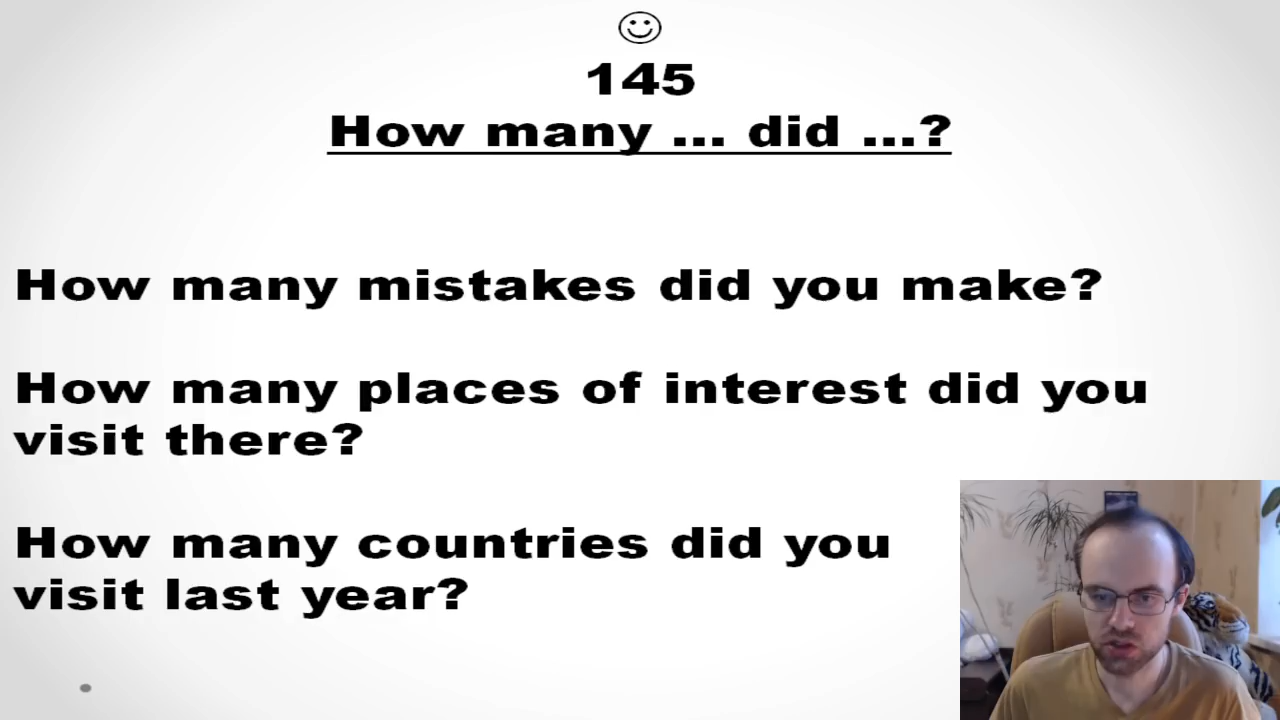 145
How many ... did ...?
How many mistakes did you make?
How many places of interest did you
visit there?
How many countries did you
visit last year?